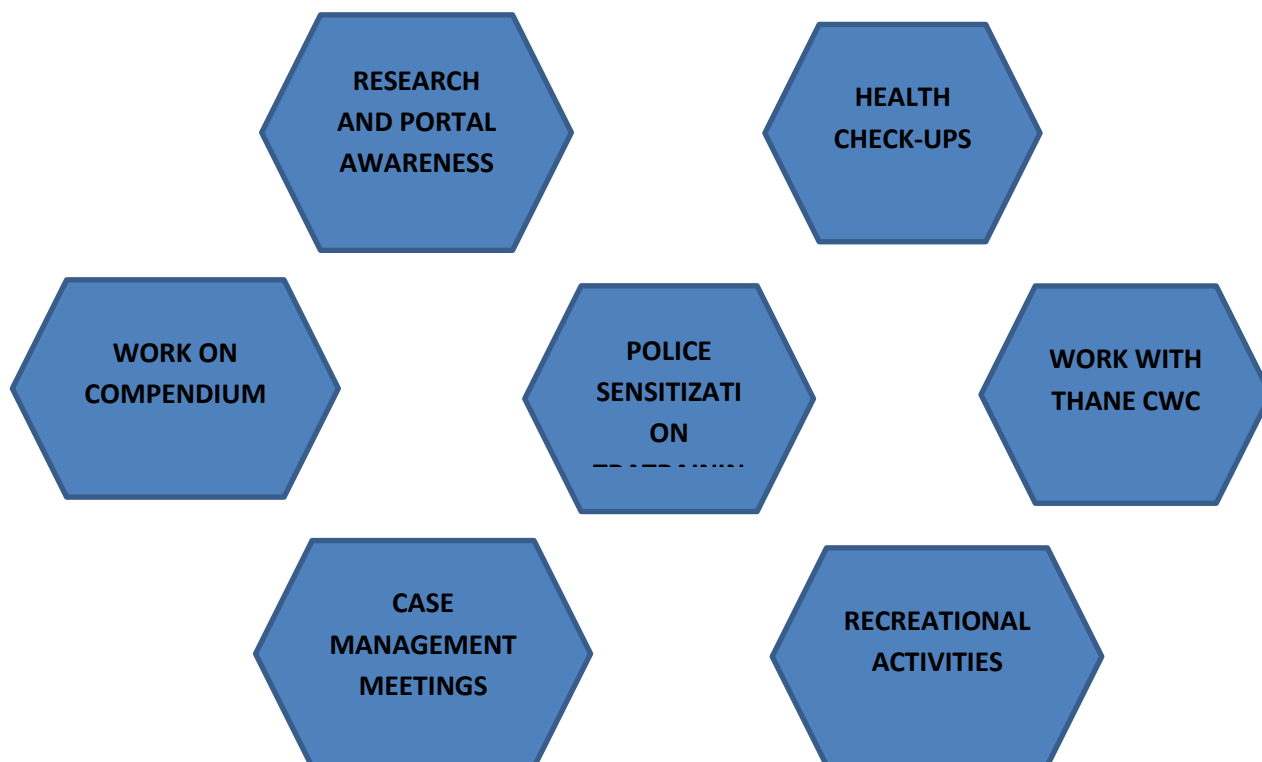 RESEARCH
AND PORTAL
AWARENESS
HEALTH
CHECK-UPS
WORK ON
COMPENDIUM
POLICE
SENSITIZATI
ON
WORK WITH
THANE CWC
CASE
MANAGEMENT
MEETINGS
RECREATIONAL
ACTIVITIES